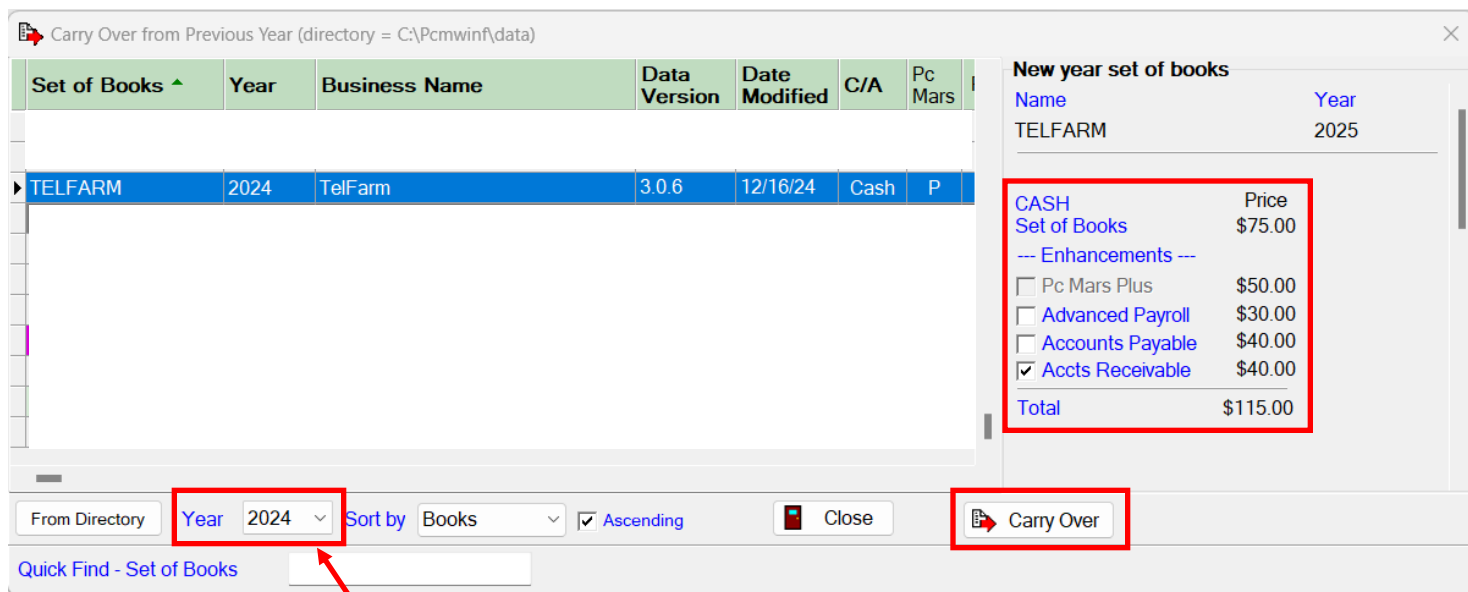 Carry Over from Previous Year (directory = C:\Pcmwinf\data)
Set of Books Year Business Name Data Version Date Modified C/A Pc Mars
TELFARM 2024 TelFarm 3.0.6 12/16/24 Cash P
New year set of books
Name Year
TELFARM 2025
CASH Price
Set of Books $75.00
--- Enhancements ---
Pc Mars Plus $50.00
Advanced Payroll $30.00
Accounts Payable $40.00
Accts Receivable $40.00
Total $115.00
From Directory Year 2024 Sort by Books Ascending Close Carry Over
Quick Find - Set of Books